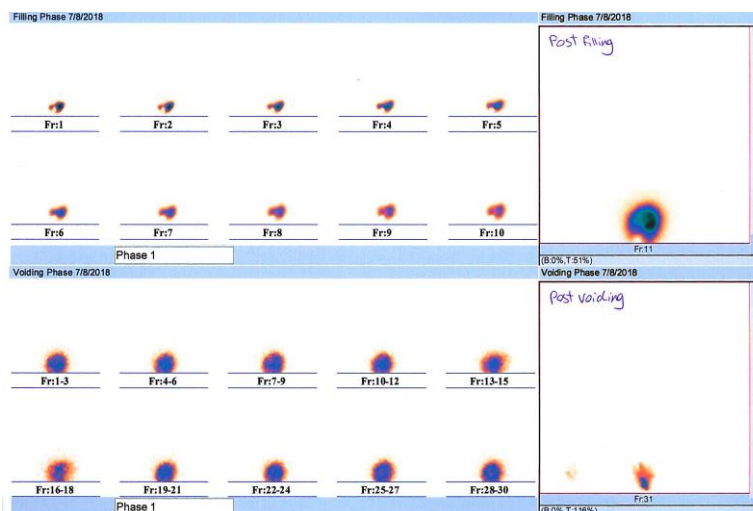 Filling Phase 7/8/2018
Fr:1 Fr:2 Fr:3 Fr:4 Fr:5
Fr:6 Fr:7 Fr:8 Fr:9 Fr:10
Phase 1
Filling Phase 7/8/2018
Post filling
Fr:11
(B:0%,T:51%)
Voiding Phase 7/8/2018
Fr:1-3 Fr:4-6 Fr:7-9 Fr:10-12 Fr:13-15
Fr:16-18 Fr:19-21 Fr:22-24 Fr:25-27 Fr:28-30
Phase 1
Voiding Phase 7/8/2018
Post voiding
Fr:31
(B:0% T:116%)